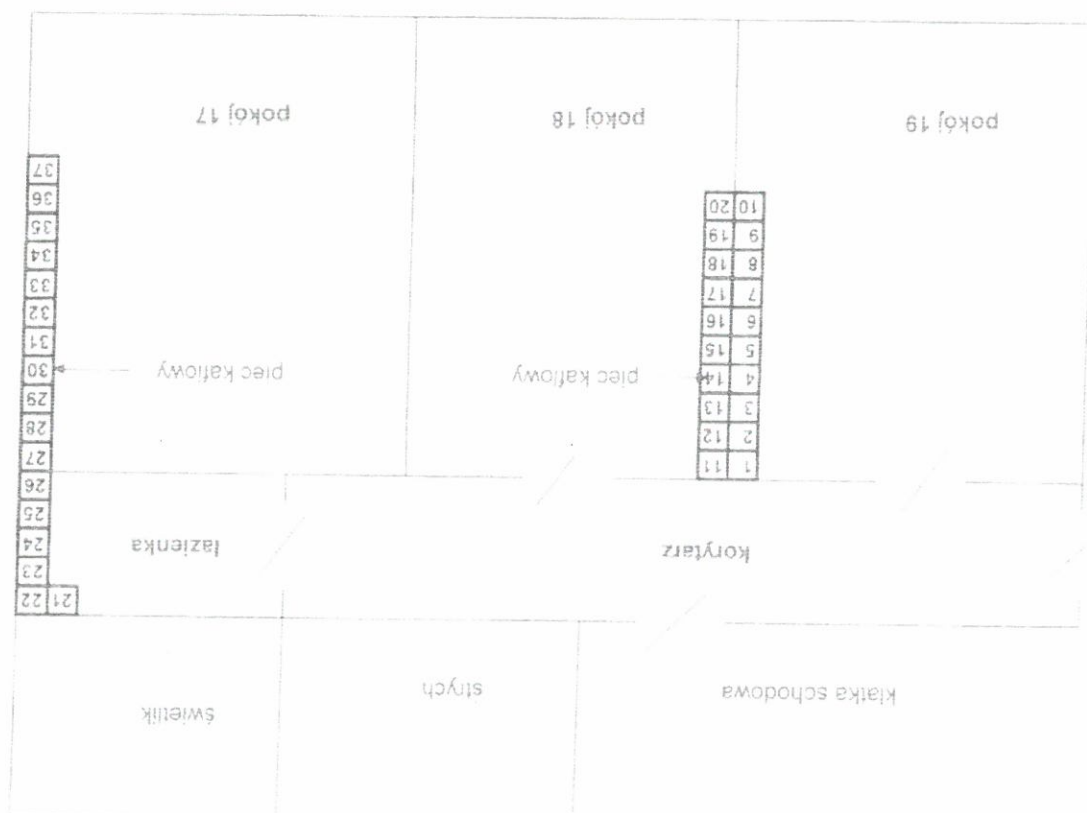 klatka schodowa
strych
świetlik
korytarz
łazienka
21 22
23
24
25
26
27
28
29
30
31
32
33
34
35
36
37
1 11
2 12
3 13
4 14
5 15
6 16
7 17
8 18
9 19
10 20
piec kaflowy
piec kaflowy
pokój 19
pokój 18
pokój 17